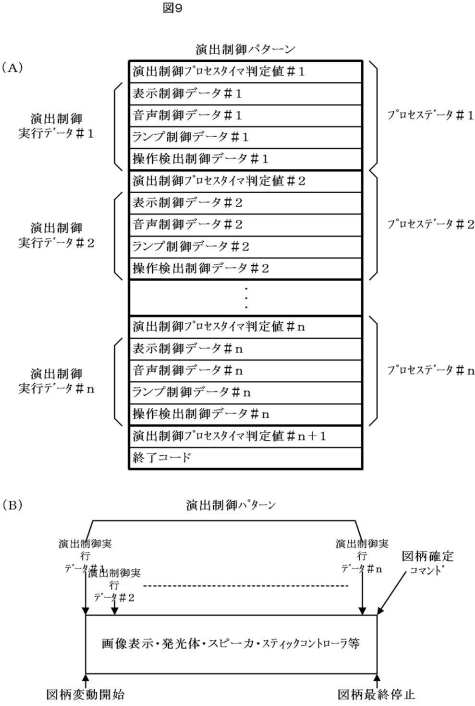 図９
演出制御パターン
（A）
演出制御ﾌﾟﾛｾｽﾀｲﾏ判定値＃１
表示制御データ＃１
音声制御データ＃１
ランプ制御データ＃１
操作検出制御データ＃１
演出制御
実行ﾃﾞｰﾀ＃１
ﾌﾟﾛｾｽﾃﾞｰﾀ＃１
演出制御ﾌﾟﾛｾｽﾀｲﾏ判定値＃２
表示制御データ＃２
音声制御データ＃２
ランプ制御データ＃２
操作検出制御データ＃２
演出制御
実行ﾃﾞｰﾀ＃２
ﾌﾟﾛｾｽﾃﾞｰﾀ＃２
・
・
・
演出制御ﾌﾟﾛｾｽﾀｲﾏ判定値＃ｎ
表示制御データ＃ｎ
音声制御データ＃ｎ
ランプ制御データ＃ｎ
操作検出制御データ＃ｎ
演出制御
実行ﾃﾞｰﾀ＃ｎ
ﾌﾟﾛｾｽﾃﾞｰﾀ＃ｎ
演出制御ﾌﾟﾛｾｽﾀｲﾏ判定値＃ｎ＋１
終了コード
（B）
演出制御ﾊﾟﾀｰﾝ
演出制御実
行
ﾃﾞｰﾀ＃１
演出制御実
行
ﾃﾞｰﾀ＃２
演出制御実
行
ﾃﾞｰﾀ＃ｎ
図柄確定
ｺﾏﾝﾄﾞ
画像表示・発光体・スピーカ・スティックコントローラ等
図柄変動開始
図柄最終停止